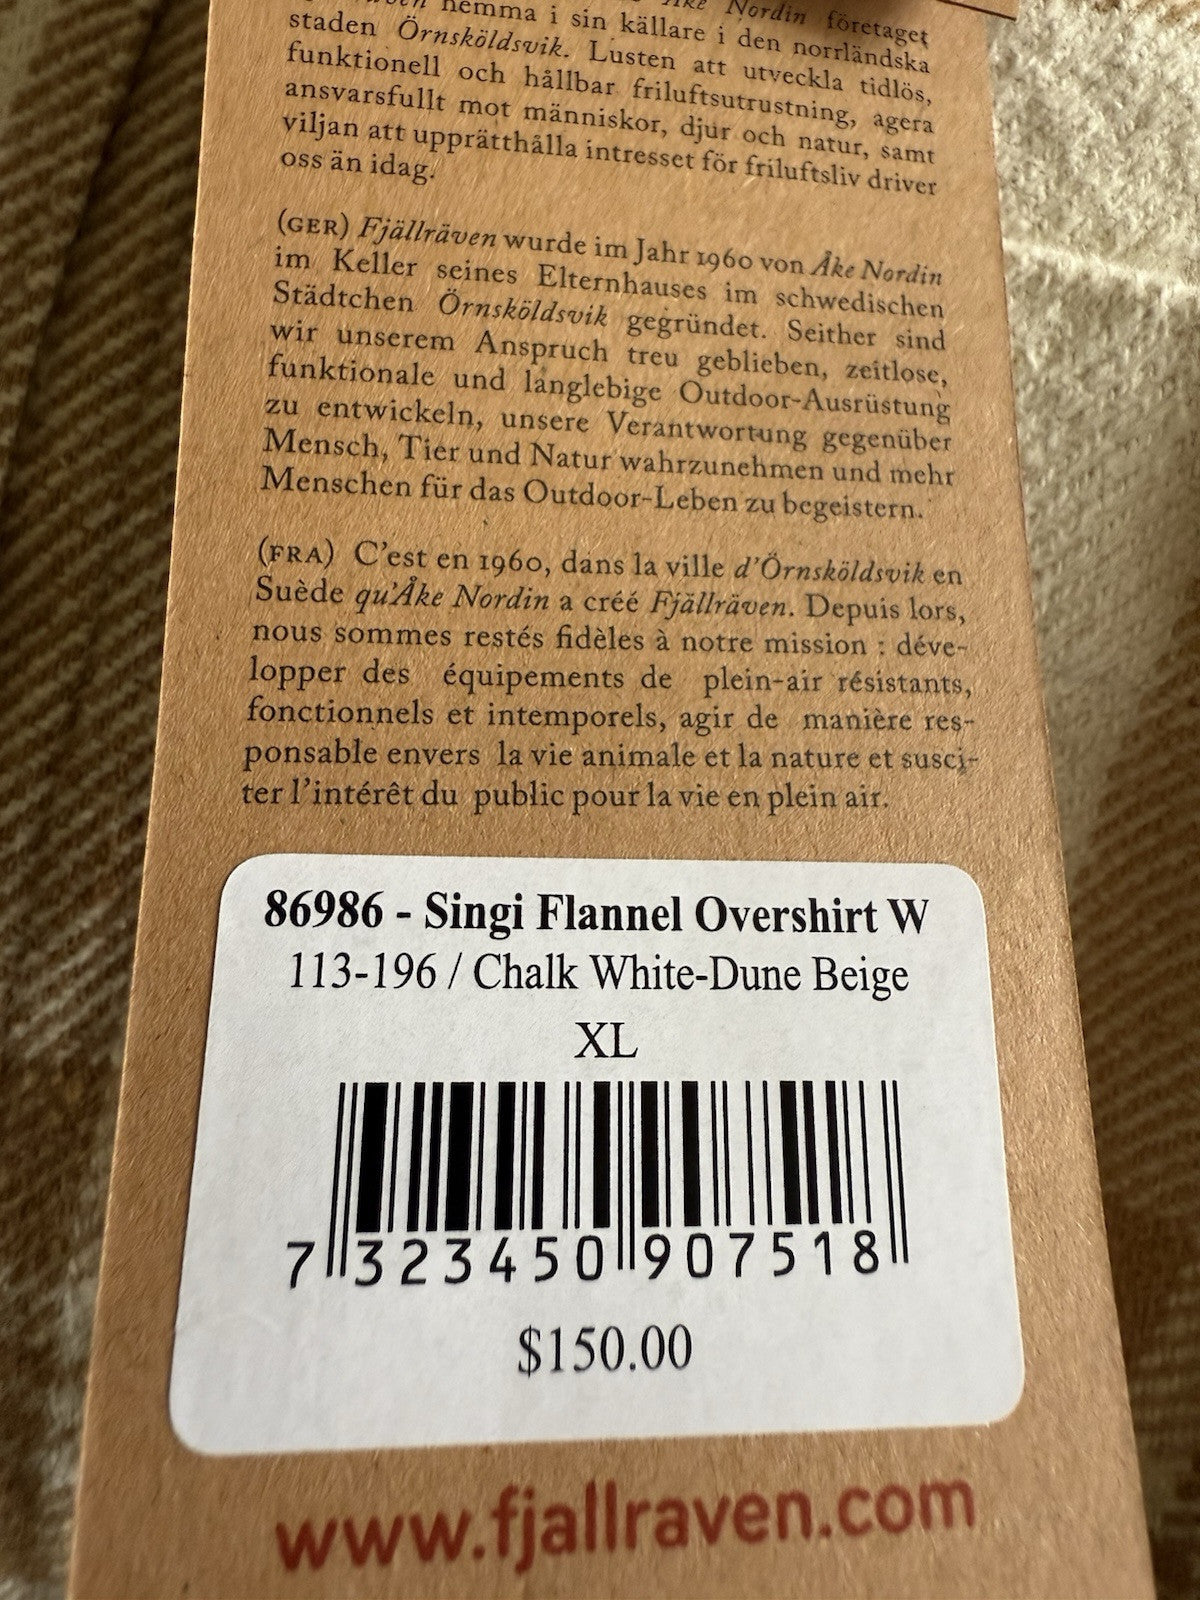 hemma i sin källare i den norrländska
Åke Nordin företaget
staden Örnsköldsvik. Lusten att utveckla tidlös,
funktionell och hållbar friluftsutrustning, agera
ansvarsfullt mot människor, djur och natur, samt
viljan att upprätthålla intresset för friluftsliv driver
oss än idag.
(GER) Fjällräven wurde im Jahr 1960 von Åke Nordin
im Keller seines Elternhauses im schwedischen
Städtchen Örnsköldsvik gegründet. Seither sind
wir unserem Anspruch treu geblieben, zeitlose,
funktionale und langlebige Outdoor-Ausrüstung
zu entwickeln, unsere Verantwortung gegenüber
Mensch, Tier und Natur wahrzunehmen und mehr
Menschen für das Outdoor-Leben zu begeistern.
(FRA) C'est en 1960, dans la ville d'Örnsköldsvik en
Suède qu'Åke Nordin a créé Fjällräven. Depuis lors,
nous sommes restés fidèles à notre mission : déve-
lopper des équipements de plein-air résistants,
fonctionnels et intemporels, agir de manière res-
ponsable envers la vie animale et la nature et susci-
ter l'intérêt du public pour la vie en plein air.
86986 - Singi Flannel Overshirt W
113-196 / Chalk White-Dune Beige
XL
7 323450 907518
$150.00
www.fjallraven.com